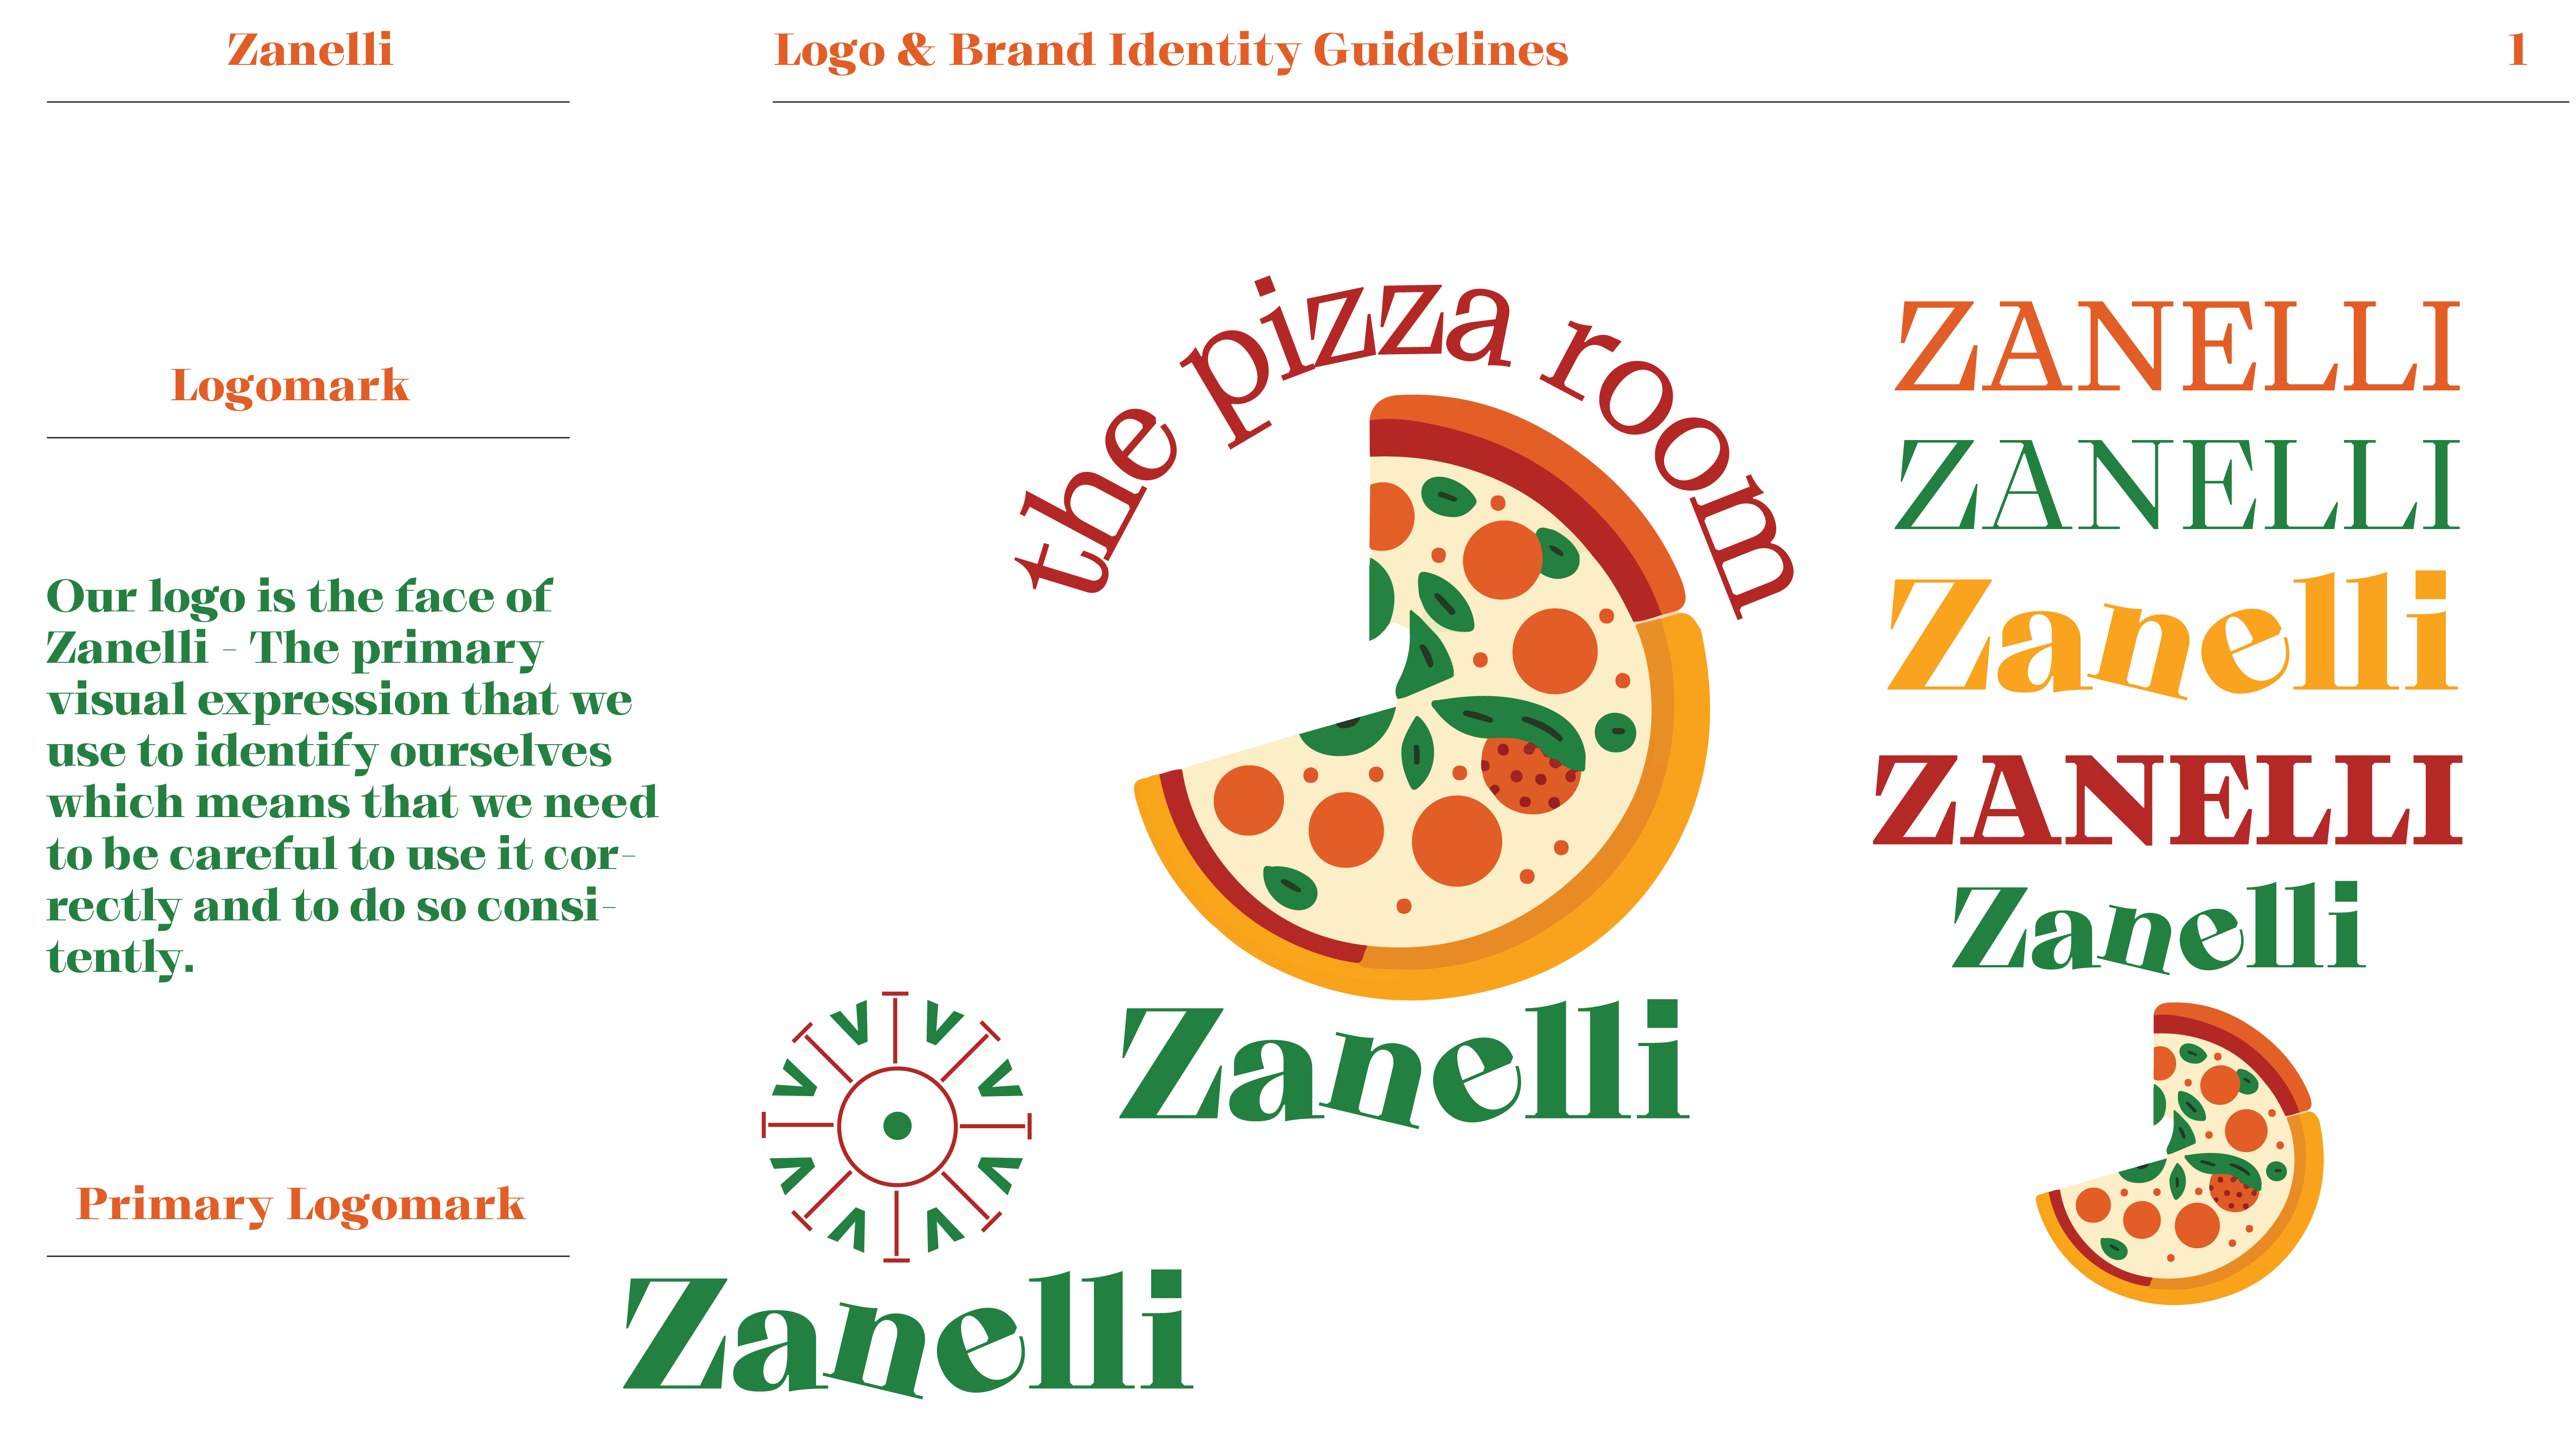 Zanelli
Logo & Brand Identity Guidelines
1
Logomark
Our logo is the face of
Zanelli - The primary
visual expression that we
use to identify ourselves
which means that we need
to be careful to use it cor-
rectly and to do so consi-
tently.
Primary Logomark
Zanelli
the pizza room
Zanelli
ZANELLI
ZANELLI
Zanelli
ZANELLI
Zanelli